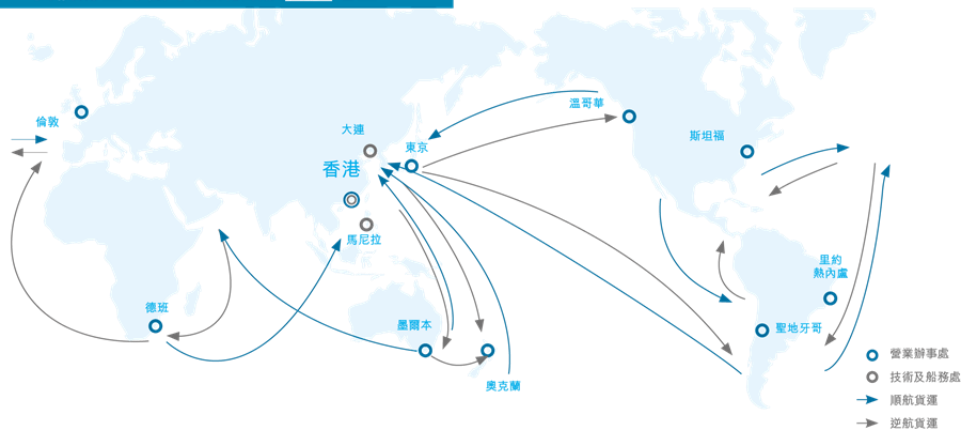 溫哥華
倫敦
大連
斯坦福
東京
香港
馬尼拉
里約
熱內盧
德班
墨爾本
聖地牙哥
奧克蘭
營業辦事處
技術及船務處
順航貨運
逆航貨運